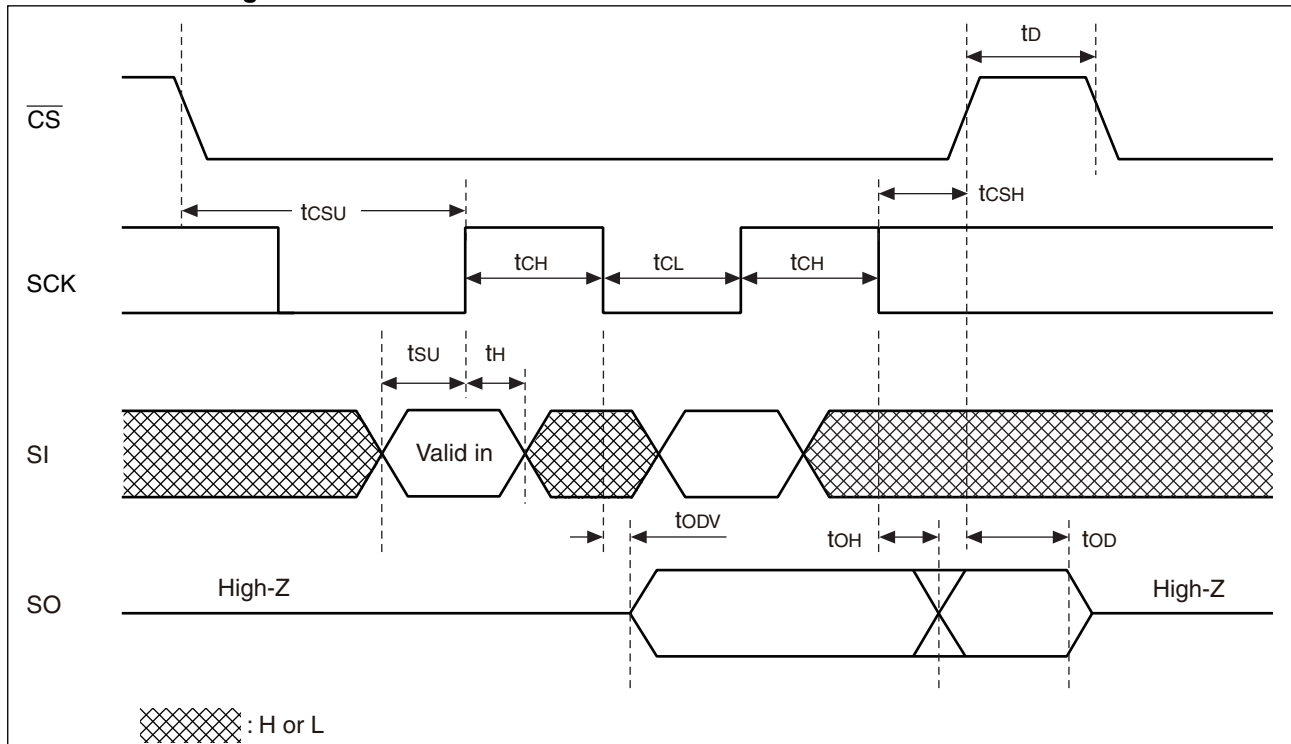 tD
CS
tCSU
tCSH
SCK
tCH
tCL
tCH
tSU
tH
SI
Valid in
tODV
tOH
tOD
SO
High-Z
High-Z
: H or L